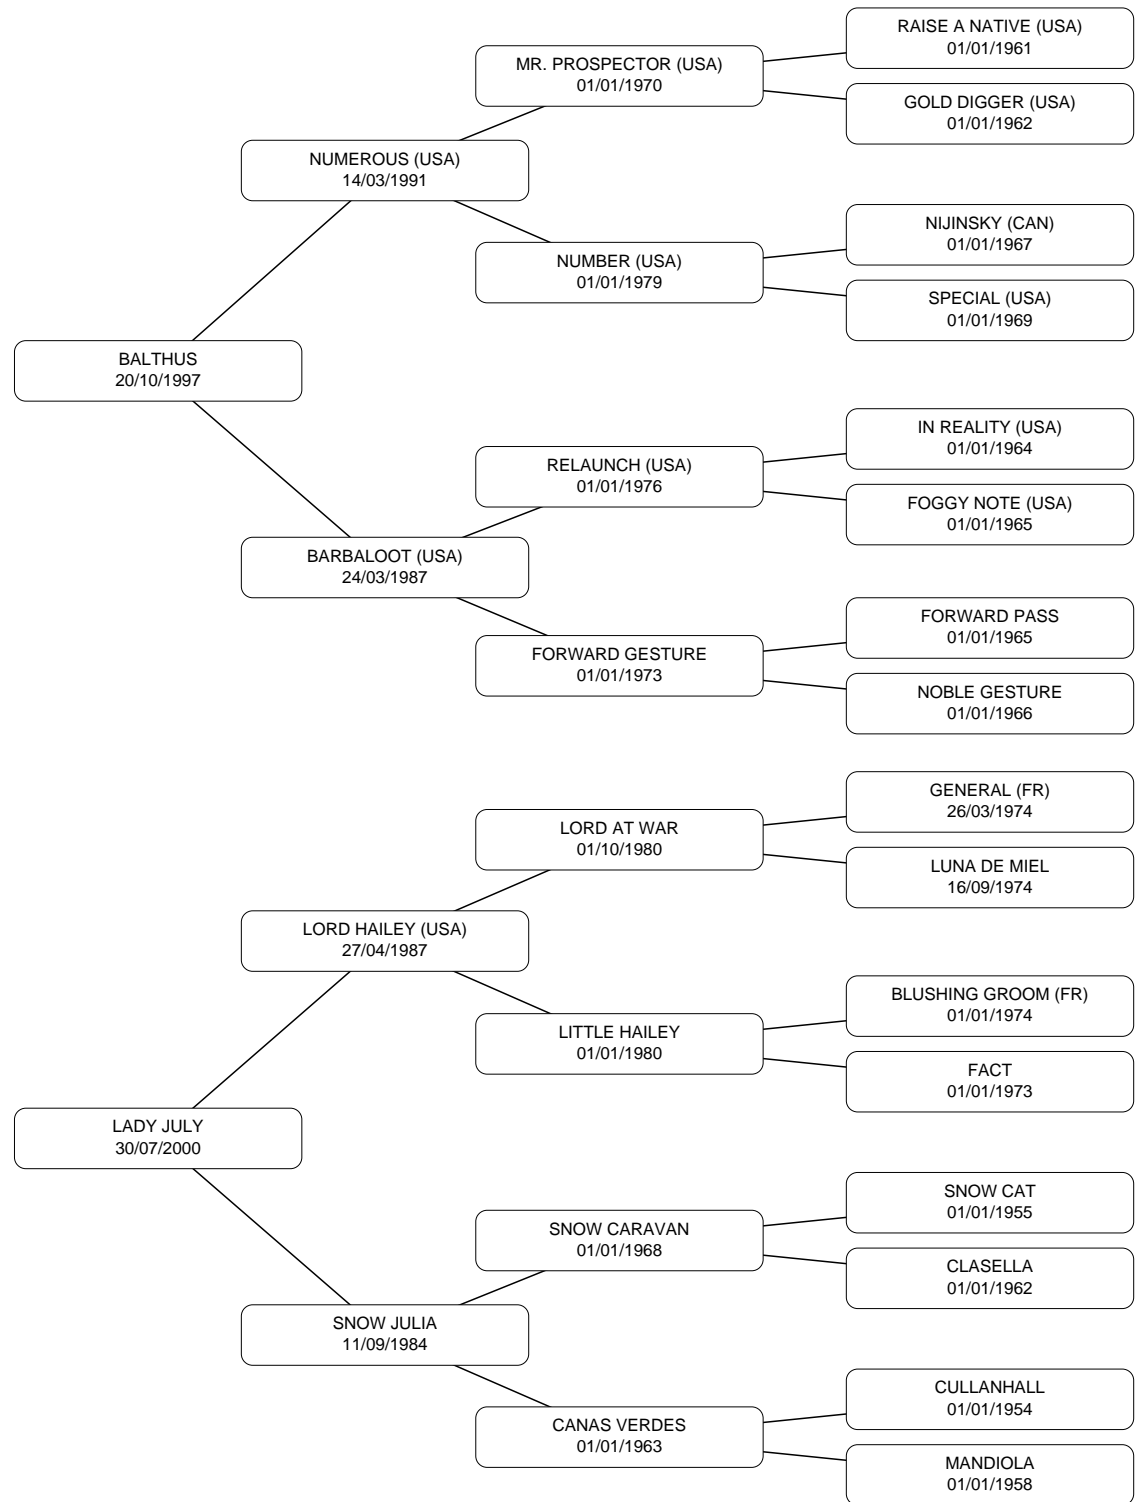 RAISE A NATIVE (USA)
01/01/1961
MR. PROSPECTOR (USA)
01/01/1970
GOLD DIGGER (USA)
01/01/1962
NUMEROUS (USA)
14/03/1991
NIJINSKY (CAN)
01/01/1967
NUMBER (USA)
01/01/1979
SPECIAL (USA)
01/01/1969
BALTHUS
20/10/1997
IN REALITY (USA)
01/01/1964
RELAUNCH (USA)
01/01/1976
FOGGY NOTE (USA)
01/01/1965
BARBALOOT (USA)
24/03/1987
FORWARD PASS
01/01/1965
FORWARD GESTURE
01/01/1973
NOBLE GESTURE
01/01/1966
GENERAL (FR)
26/03/1974
LORD AT WAR
01/10/1980
LUNA DE MIEL
16/09/1974
LORD HAILEY (USA)
27/04/1987
BLUSHING GROOM (FR)
01/01/1974
LITTLE HAILEY
01/01/1980
FACT
01/01/1973
LADY JULY
30/07/2000
SNOW CAT
01/01/1955
SNOW CARAVAN
01/01/1968
CLASELLA
01/01/1962
SNOW JULIA
11/09/1984
CULLANHALL
01/01/1954
CANAS VERDES
01/01/1963
MANDIOLA
01/01/1958